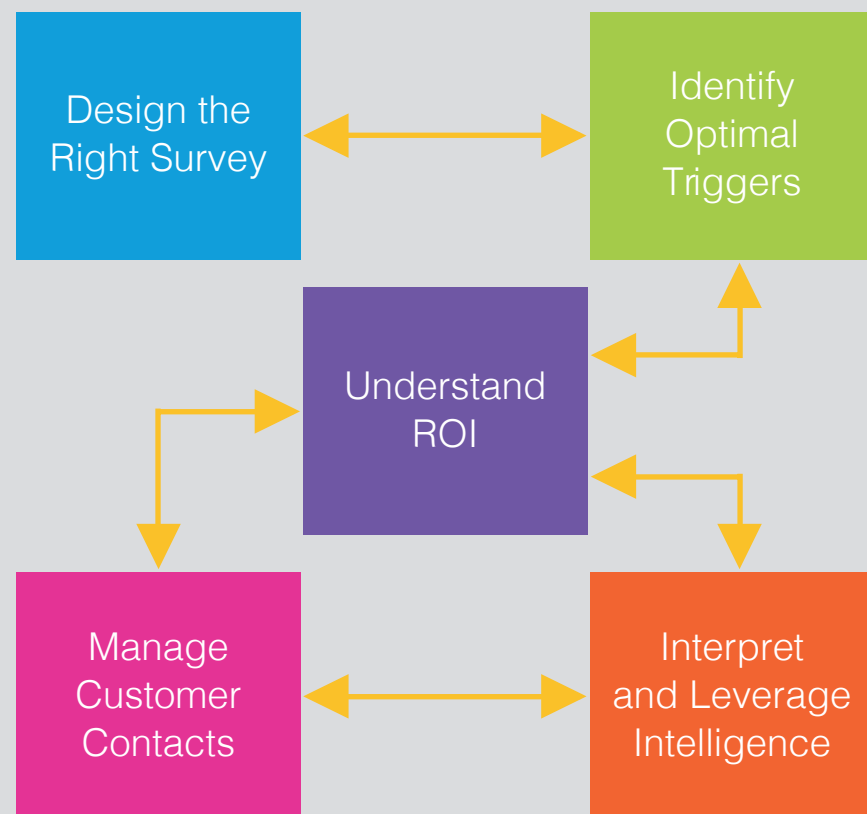 Design the
Right Survey
Identify
Optimal
Triggers
Understand
ROI
Manage
Customer
Contacts
Interpret
and Leverage
Intelligence